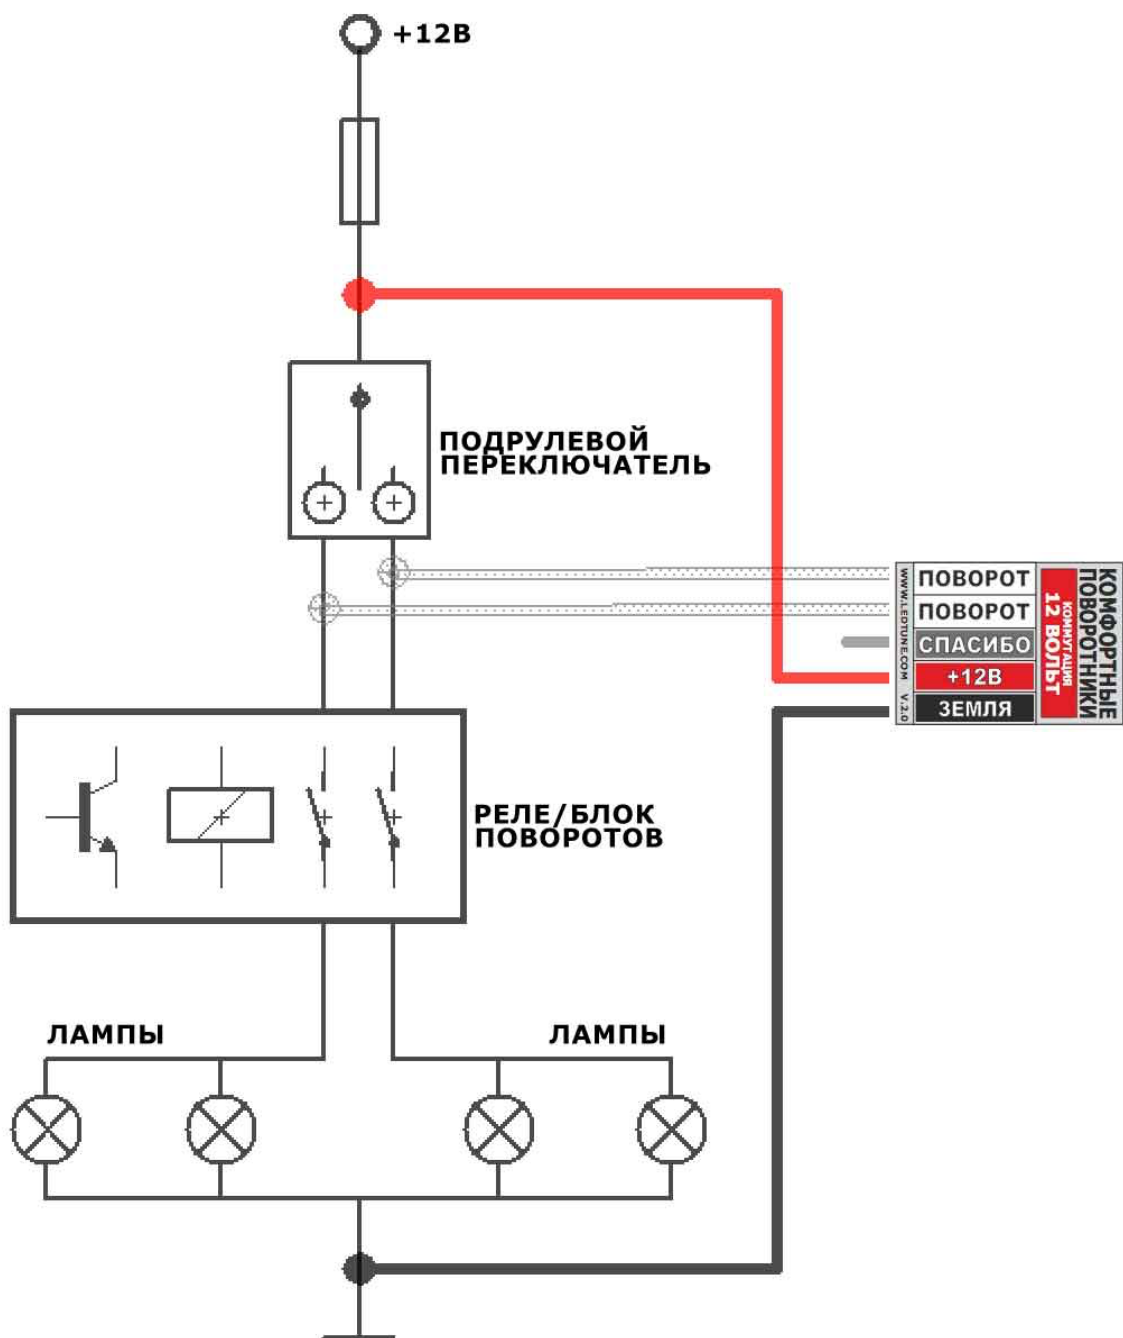 +12В
ПОДРУЛЕВОЙ
ПЕРЕКЛЮЧАТЕЛЬ
WWW.LEDTUNE.COM V.2.0
ПОВОРОТ
ПОВОРОТ
СПАСИБО
+12В
ЗЕМЛЯ
КОМФОРТНЫЕ
ПОВОРОТНИКИ
КОММУТАЦИЯ
12 ВОЛЬТ
РЕЛЕ/БЛОК
ПОВОРОТОВ
ЛАМПЫ
ЛАМПЫ